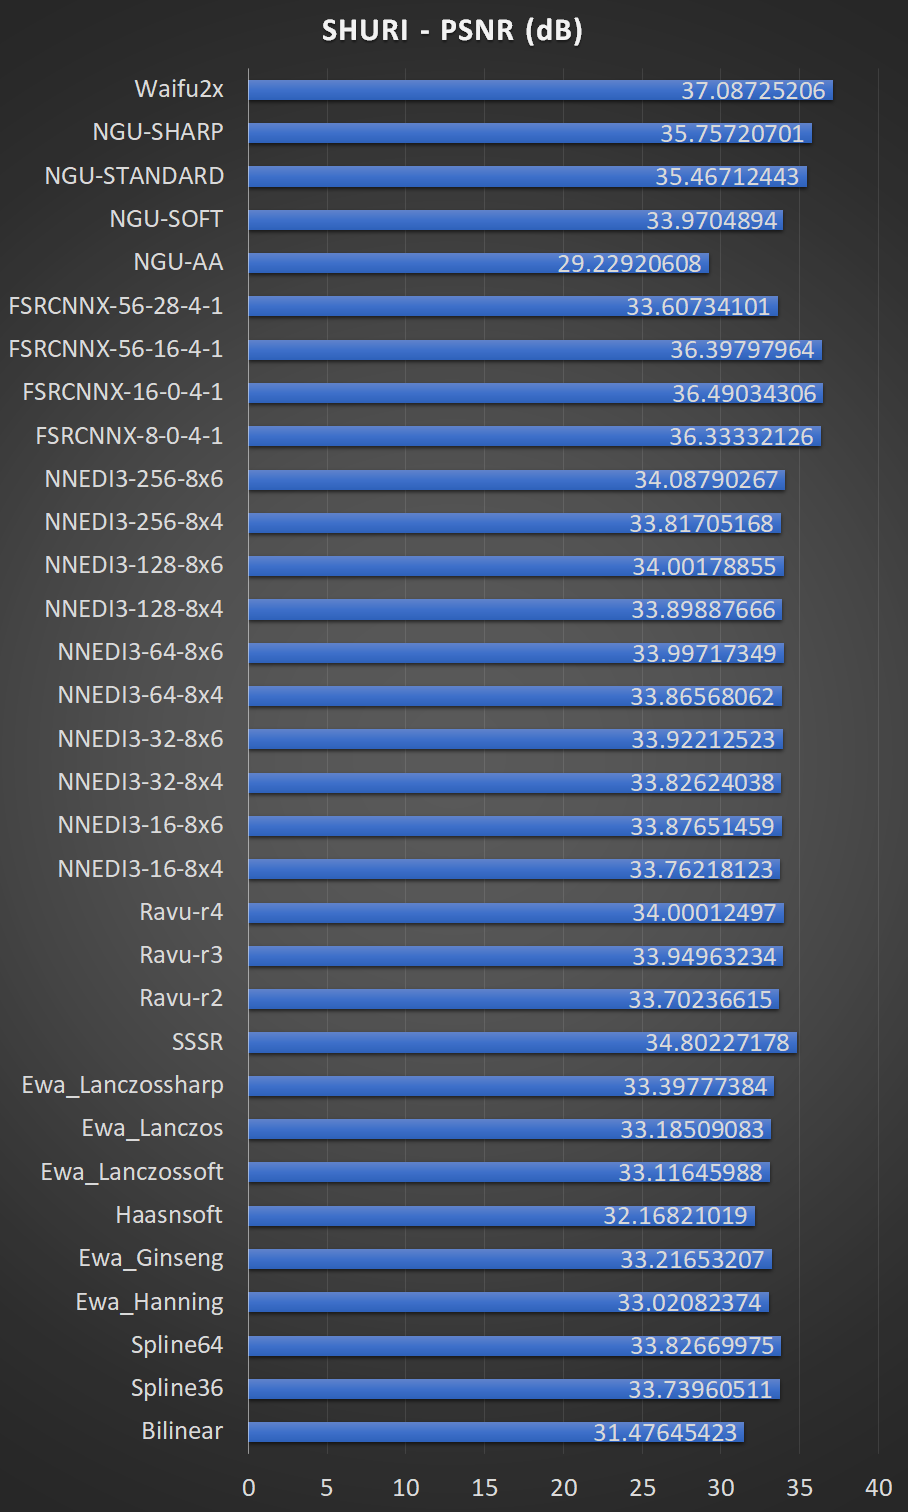 SHURI - PSNR (dB)
Waifu2x 37.08725206
NGU-SHARP 35.75720701
NGU-STANDARD 35.46712443
NGU-SOFT 33.9704894
NGU-AA 29.22920608
FSRCNNX-56-28-4-1 33.60734101
FSRCNNX-56-16-4-1 36.39797964
FSRCNNX-16-0-4-1 36.49034306
FSRCNNX-8-0-4-1 36.33332126
NNEDI3-256-8x6 34.08790267
NNEDI3-256-8x4 33.81705168
NNEDI3-128-8x6 34.00178855
NNEDI3-128-8x4 33.89887666
NNEDI3-64-8x6 33.99717349
NNEDI3-64-8x4 33.86568062
NNEDI3-32-8x6 33.92212523
NNEDI3-32-8x4 33.82624038
NNEDI3-16-8x6 33.87651459
NNEDI3-16-8x4 33.76218123
Ravu-r4 34.00012497
Ravu-r3 33.94963234
Ravu-r2 33.70236615
SSSR 34.80227178
Ewa_Lanczossharp 33.39777384
Ewa_Lanczos 33.18509083
Ewa_Lanczossoft 33.11645988
Haasnsoft 32.16821019
Ewa_Ginseng 33.21653207
Ewa_Hanning 33.02082374
Spline64 33.82669975
Spline36 33.73960511
Bilinear 31.47645423
0 5 10 15 20 25 30 35 40